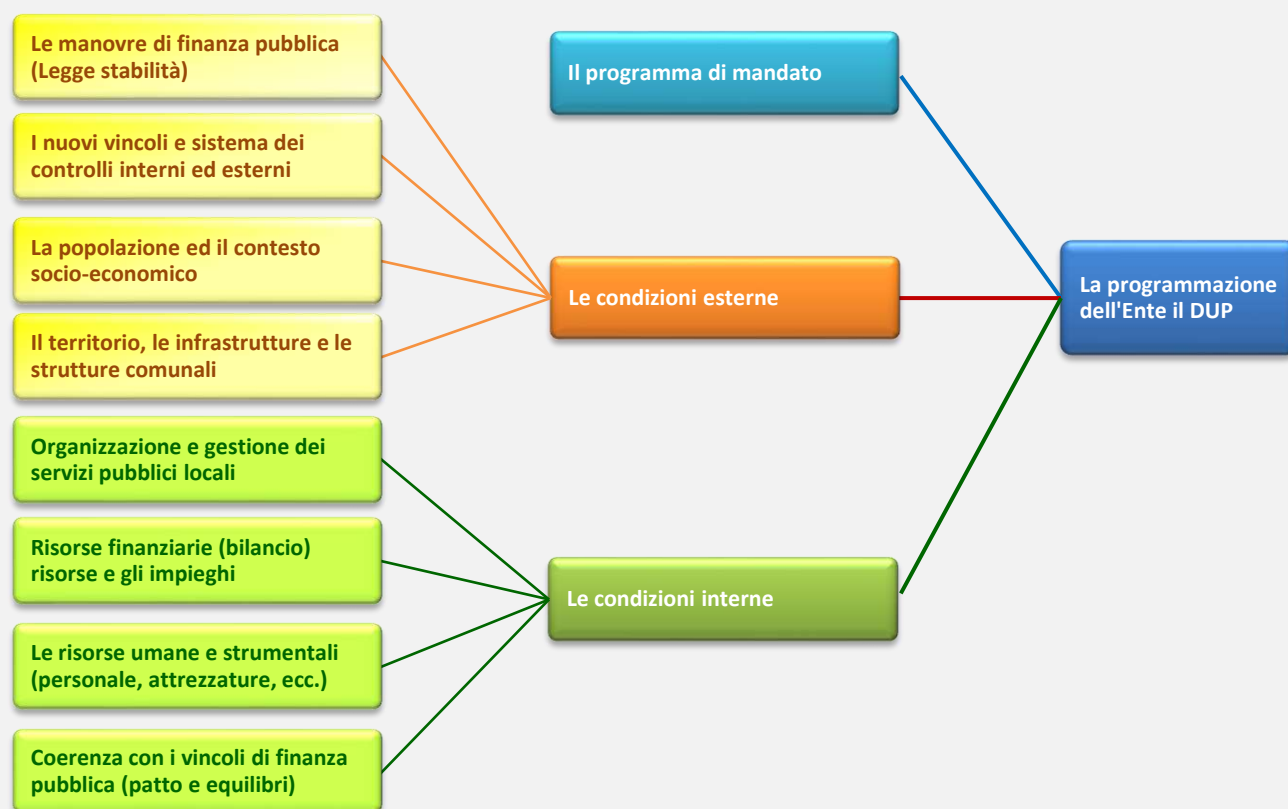 Le manovre di finanza pubblica
(Legge stabilità)
I nuovi vincoli e sistema dei
controlli interni ed esterni
La popolazione ed il contesto
socio-economico
Il territorio, le infrastrutture e le
strutture comunali
Organizzazione e gestione dei
servizi pubblici locali
Risorse finanziarie (bilancio)
risorse e gli impieghi
Le risorse umane e strumentali
(personale, attrezzature, ecc.)
Coerenza con i vincoli di finanza
pubblica (patto e equilibri)
Il programma di mandato
Le condizioni esterne
Le condizioni interne
La programmazione
dell'Ente il DUP